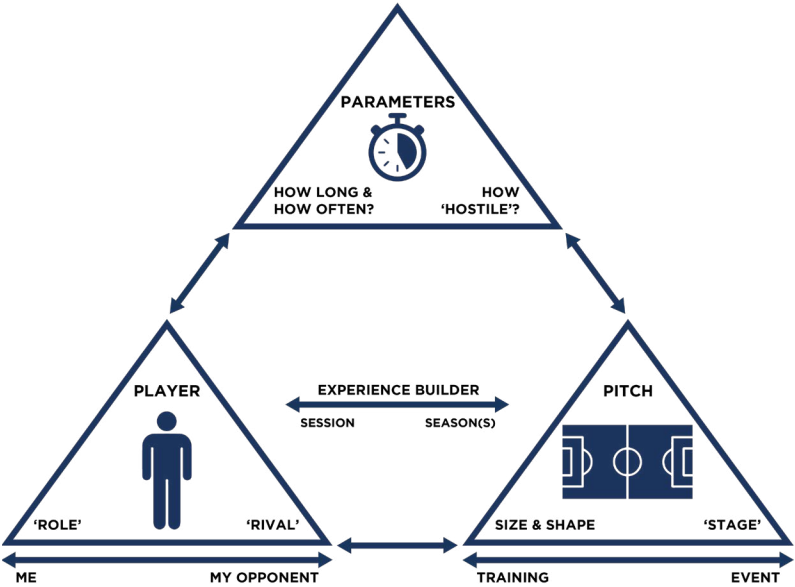 PARAMETERS
HOW LONG &
HOW OFTEN?
HOW
‘HOSTILE’?
PLAYER
‘ROLE’
‘RIVAL’
EXPERIENCE BUILDER
SESSION
SEASON(S)
PITCH
SIZE & SHAPE
‘STAGE’
ME
MY OPPONENT
TRAINING
EVENT